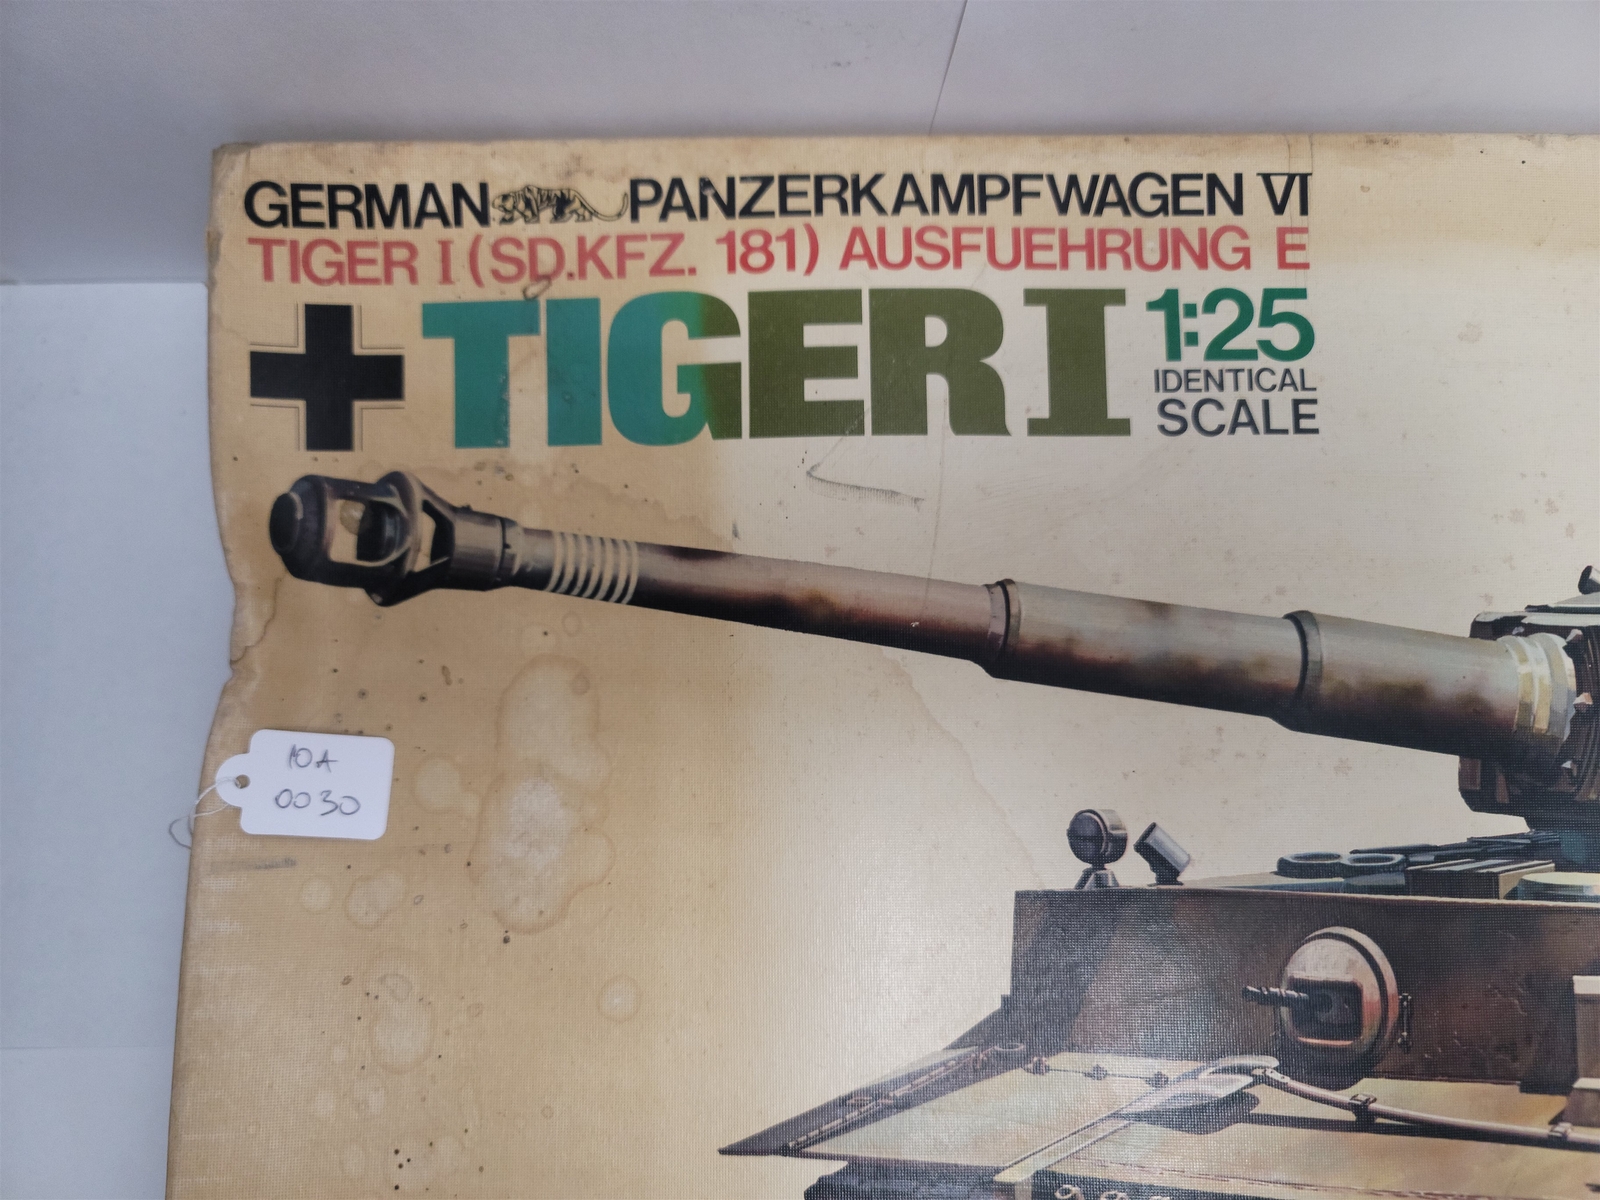 GERMAN PANZERKAMPFWAGEN VI
TIGER I (SD.KFZ. 181) AUSFUEHRUNG E
TIGER I
1:25
IDENTICAL
SCALE
10A
0030